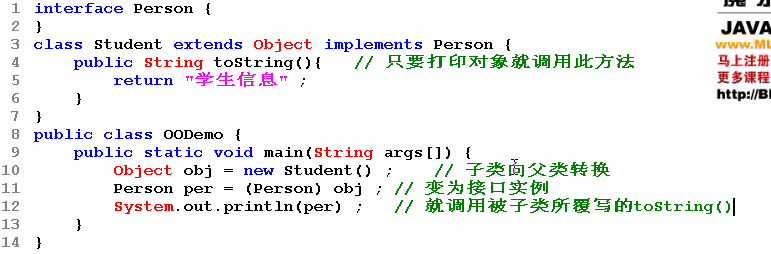 1 interface Person {
2 }
3 class Student extends Object implements Person {
4 public String toString(){ // 只要打印对象就调用此方法
5 return "学生信息" ;
6 }
7 }
8 public class OODemo {
9 public static void main(String args[]) {
10 Object obj = new Student() ; // 子类向父类转换
11 Person per = (Person) obj ; // 变为接口实例
12 System.out.println(per) ; // 就调用被子类所覆写的toString()
13 }
14 }
JAVA
www.ML
马上注册
更多课程
http://B